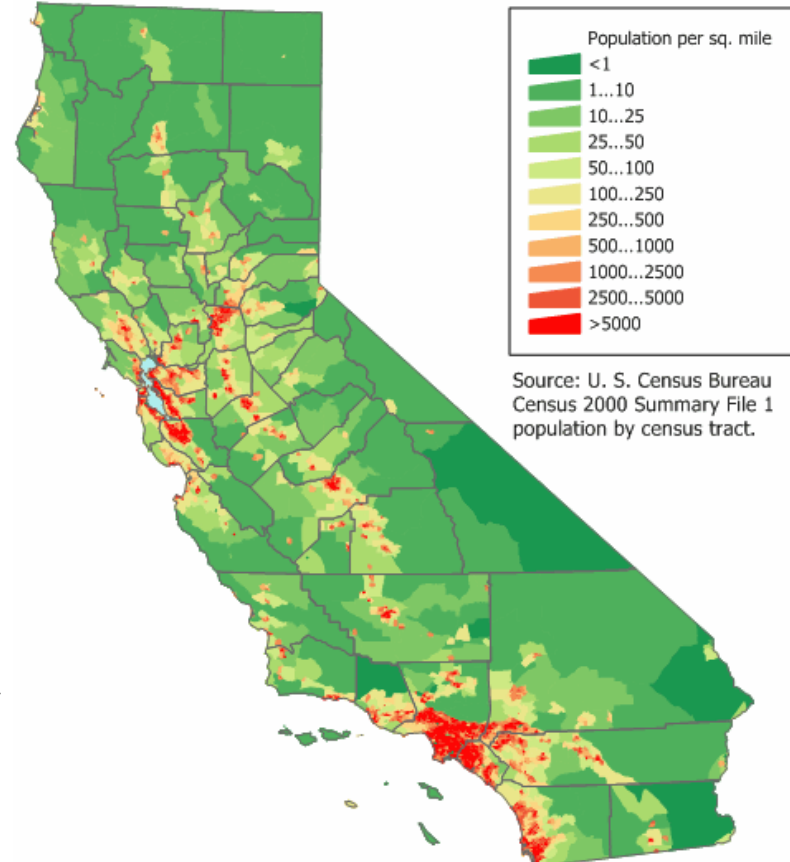 Population per sq. mile
<1
1...10
10...25
25...50
50...100
100...250
250...500
500...1000
1000...2500
2500...5000
>5000
Source: U. S. Census Bureau
Census 2000 Summary File 1
population by census tract.